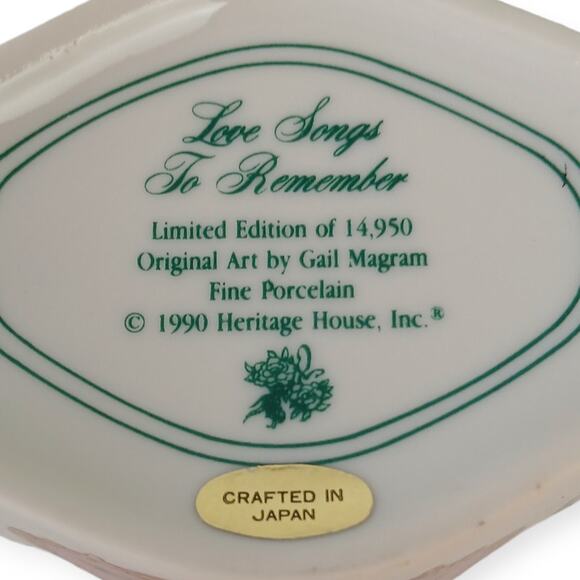 Love Songs
To Remember
Limited Edition of 14,950
Original Art by Gail Magram
Fine Porcelain
© 1990 Heritage House, Inc.®
CRAFTED IN
JAPAN